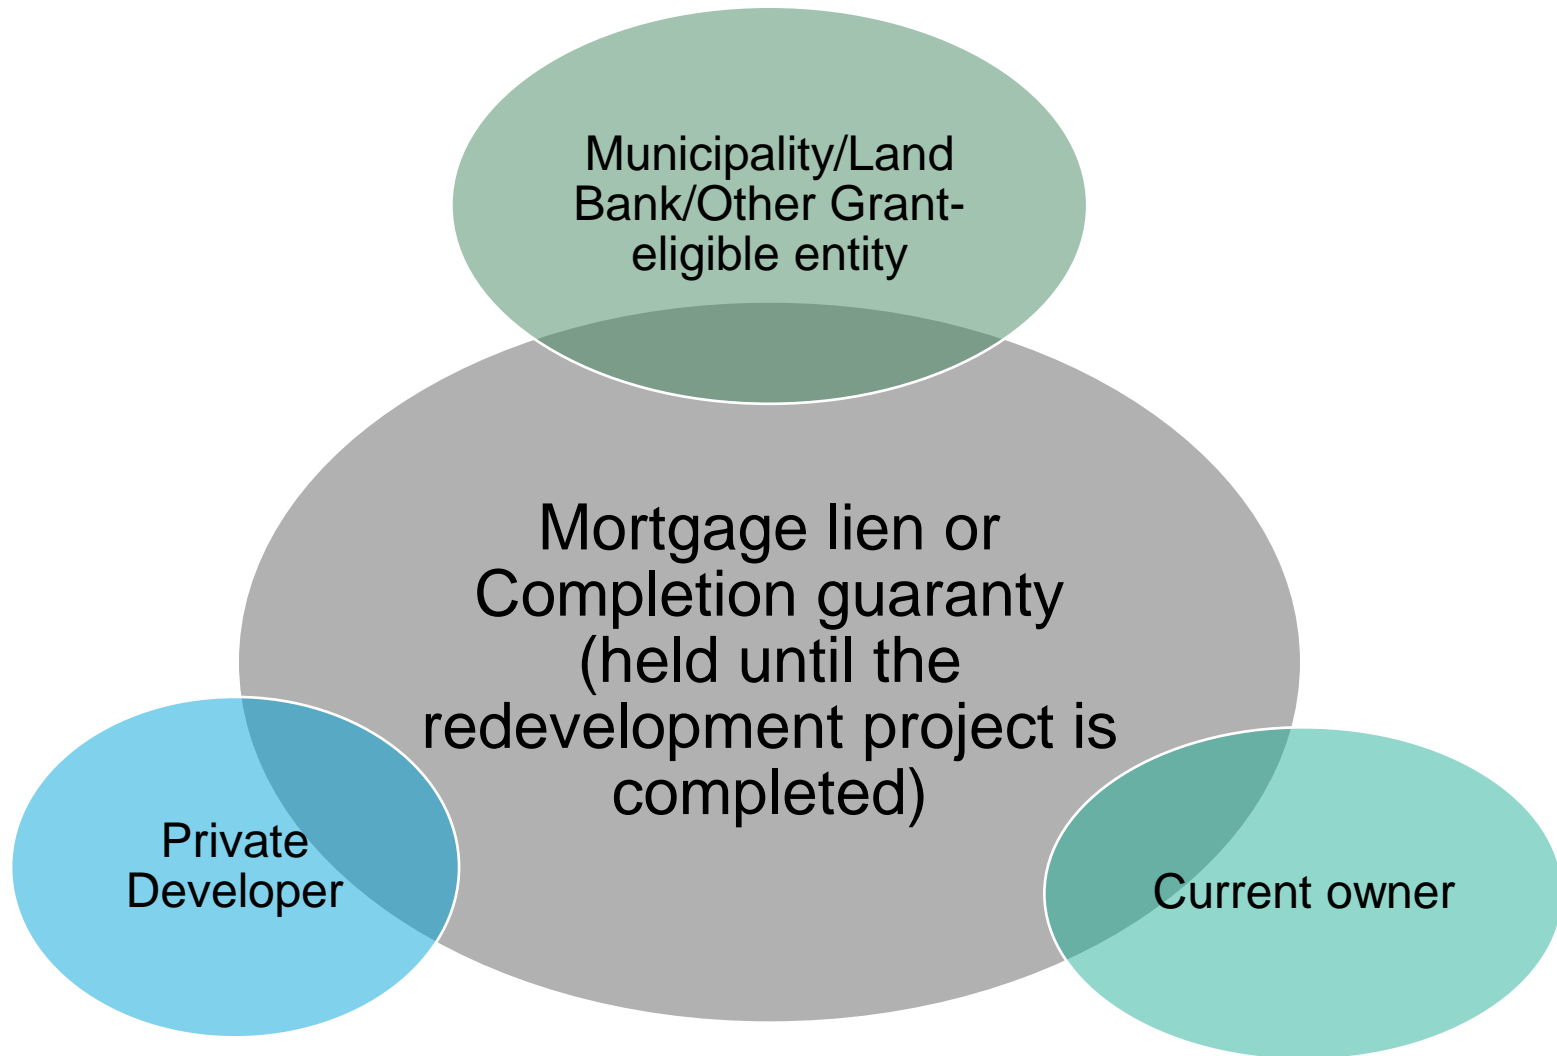 Municipality/Land
Bank/Other Grant-
eligible entity
Mortgage lien or
Completion guaranty
(held until the
redevelopment project is
completed)
Private
Developer
Current owner